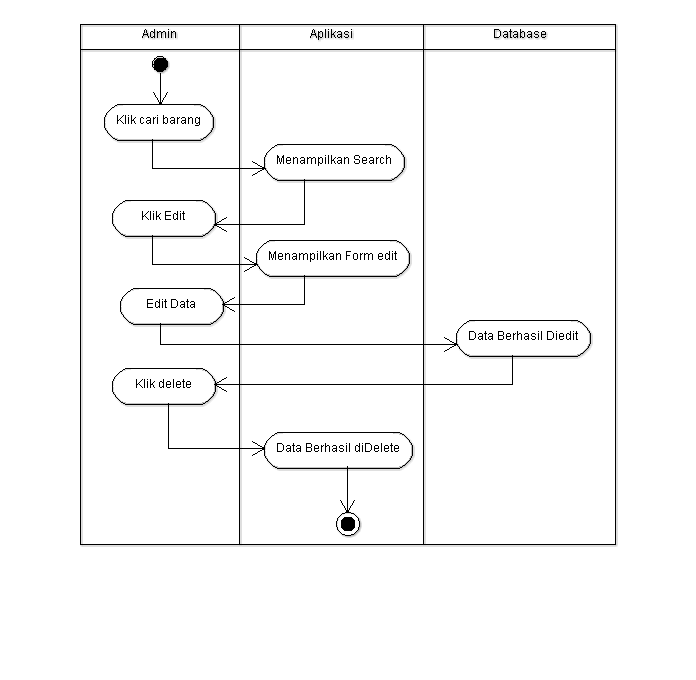 Admin
Aplikasi
Database
Klik cari barang
Menampilkan Search
Klik Edit
Menampilkan Form edit
Edit Data
Data Berhasil Diedit
Klik delete
Data Berhasil diDelete